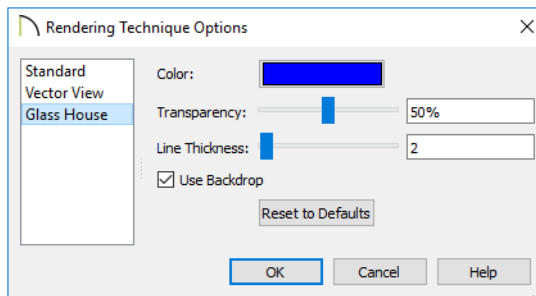 Rendering Technique Options
Standard
Vector View
Glass House
Color:
Transparency: 50%
Line Thickness: 2
Use Backdrop
Reset to Defaults
OK Cancel Help